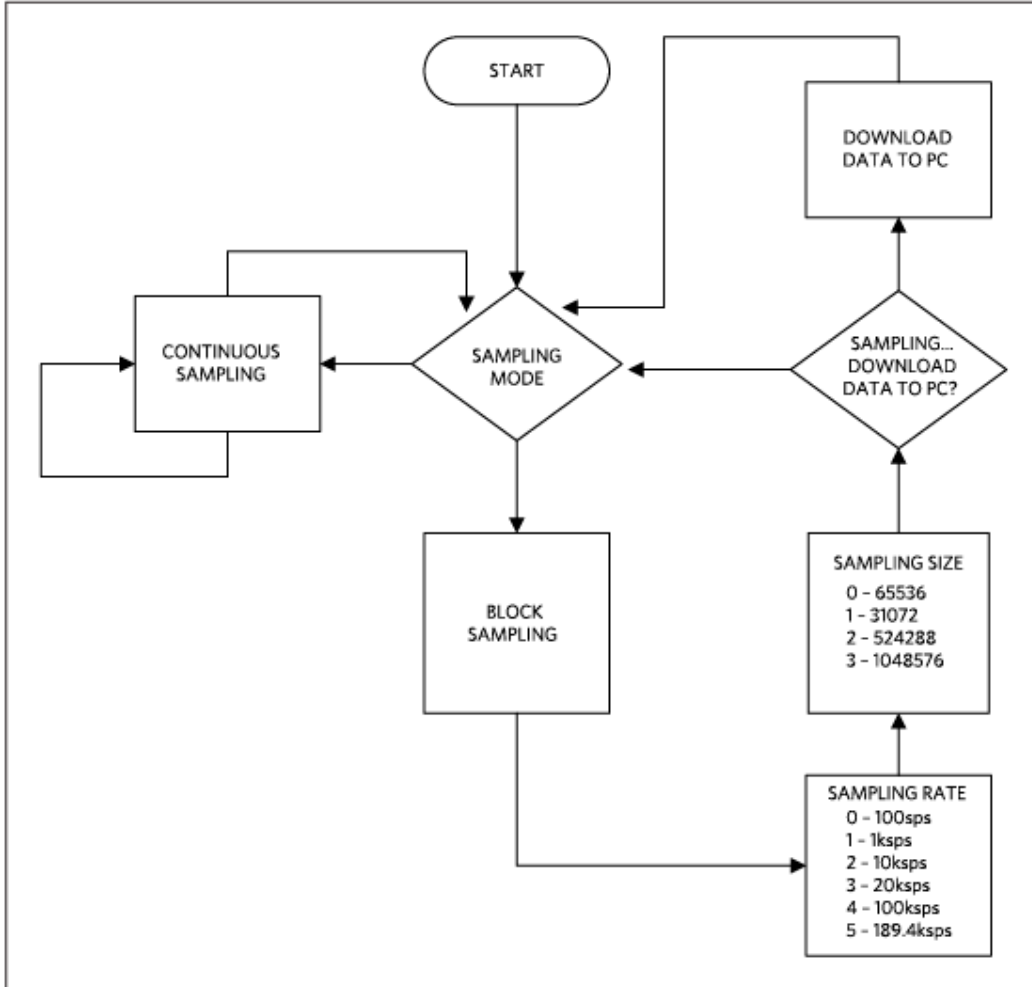 START
DOWNLOAD
DATA TO PC
CONTINUOUS
SAMPLING
SAMPLING
MODE
SAMPLING...
DOWNLOAD
DATA TO PC?
BLOCK
SAMPLING
SAMPLING SIZE
0 – 65536
1 – 31072
2 – 524288
3 – 1048576
SAMPLING RATE
0 – 100sps
1 – 1ksps
2 – 10ksps
3 – 20ksps
4 – 100ksps
5 – 189.4ksps